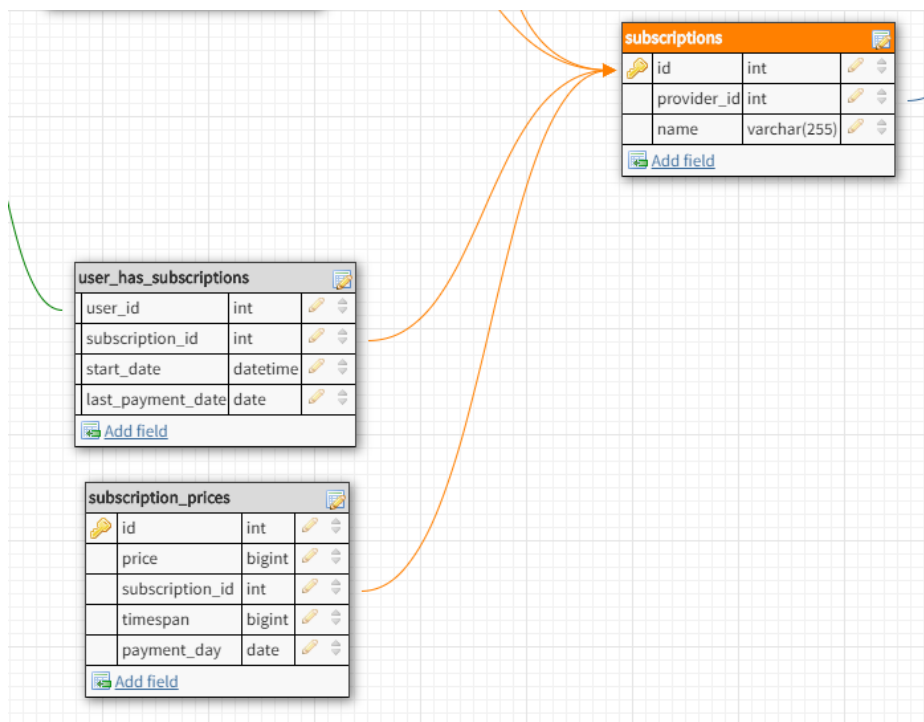 subscriptions
id int
provider_id int
name varchar(255)
Add field
user_has_subscriptions
user_id int
subscription_id int
start_date datetime
last_payment_date date
Add field
subscription_prices
id int
price bigint
subscription_id int
timespan bigint
payment_day date
Add field